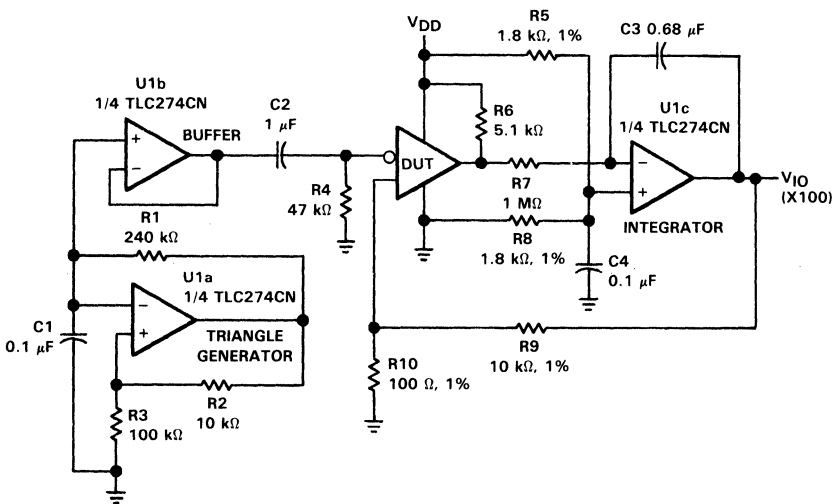 VDD
R5
1.8 kΩ, 1%
C3 0.68 µF
U1b
1/4 TLC274CN
C2
1 µF
BUFFER
+
−
R6
5.1 kΩ
U1c
1/4 TLC274CN
DUT
−
+
VIO
(X100)
R4
47 kΩ
R7
1 MΩ
INTEGRATOR
R1
240 kΩ
R8
1.8 kΩ, 1%
C4
0.1 µF
U1a
1/4 TLC274CN
−
+
TRIANGLE
GENERATOR
C1
0.1 µF
R9
10 kΩ, 1%
R10
100 Ω, 1%
R2
10 kΩ
R3
100 kΩ